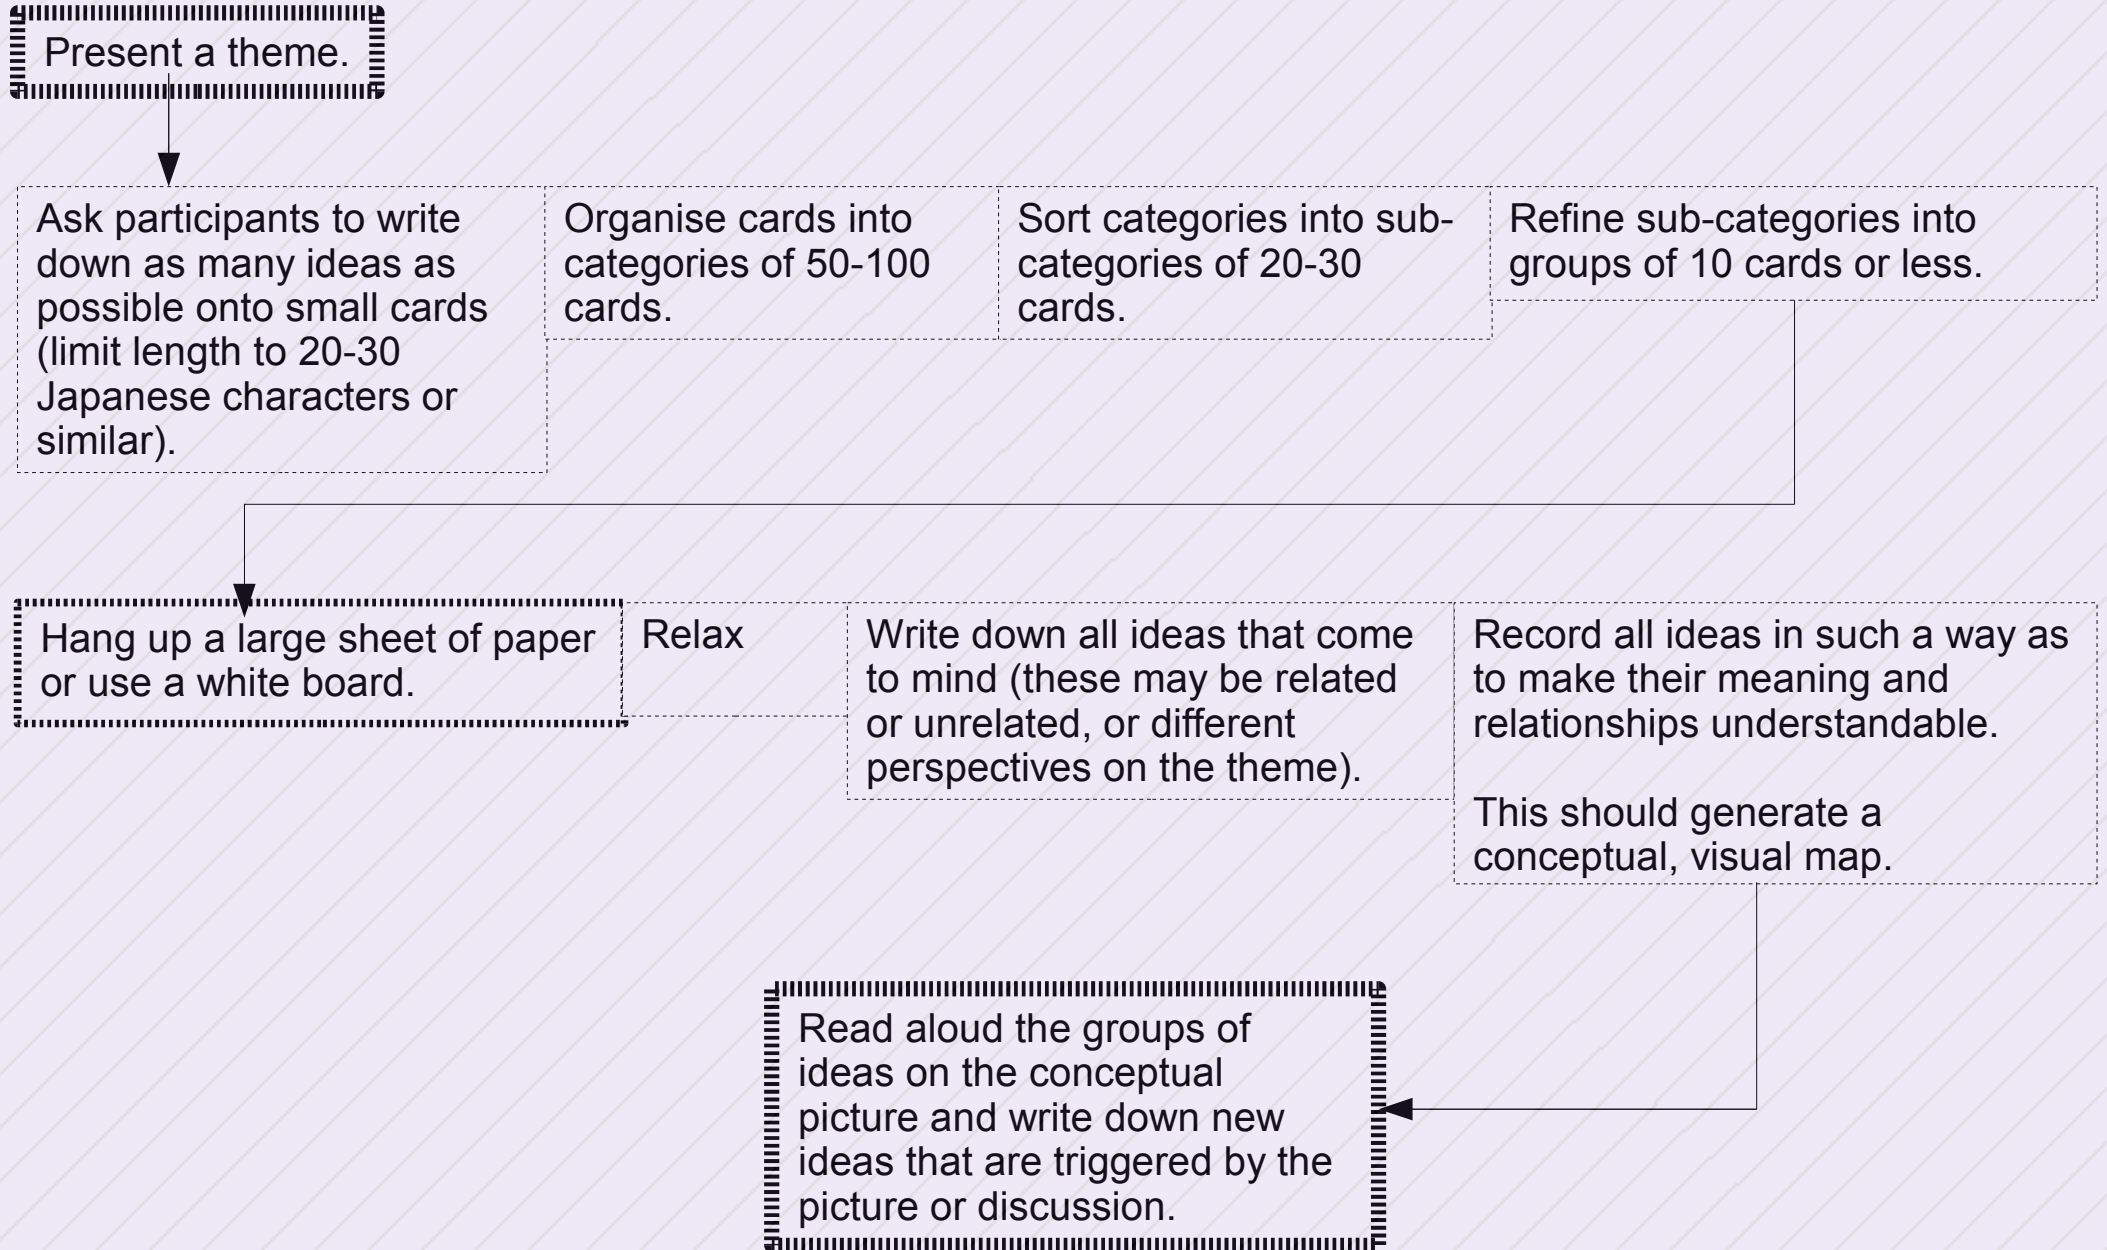 Present a theme.
Ask participants to write
down as many ideas as
possible onto small cards
(limit length to 20-30
Japanese characters or
similar).
Organise cards into
categories of 50-100
cards.
Sort categories into sub-
categories of 20-30
cards.
Refine sub-categories into
groups of 10 cards or less.
Hang up a large sheet of paper
or use a white board.
Relax
Write down all ideas that come
to mind (these may be related
or unrelated, or different
perspectives on the theme).
Record all ideas in such a way as
to make their meaning and
relationships understandable.
This should generate a
conceptual, visual map.
Read aloud the groups of
ideas on the conceptual
picture and write down new
ideas that are triggered by the
picture or discussion.